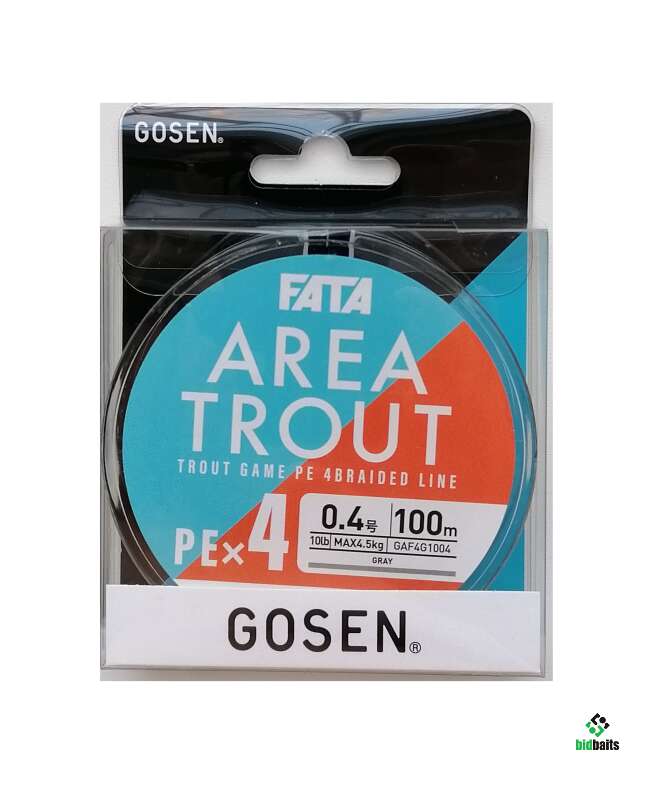 GOSEN®
FATA
AREA
TROUT
TROUT GAME PE 4BRAIDED LINE
PE×4
0.4号 100m
10lb MAX4.5kg GAF4G1004
GRAY
GOSEN®
bidbaits